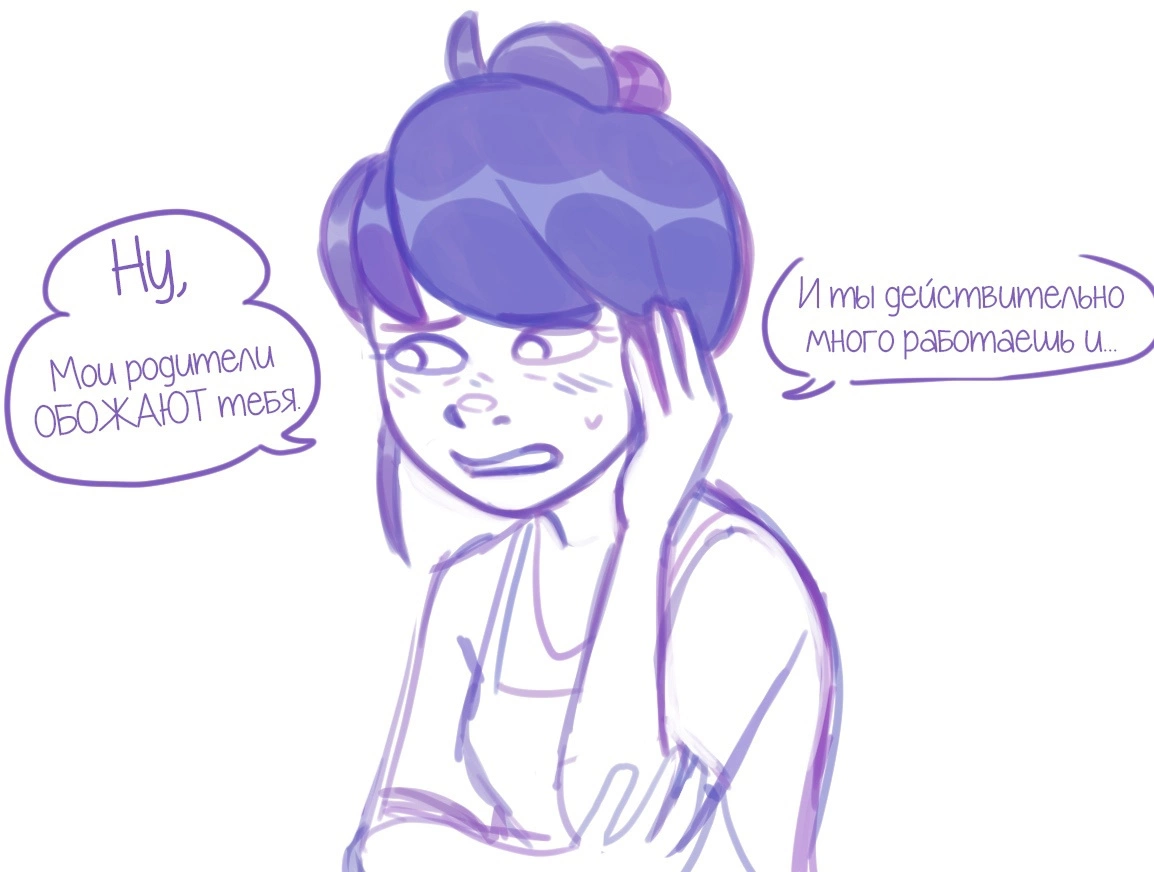 Ну,
Мои родители
ОБОЖАЮТ тебя.
И ты действительно
много работаешь и...